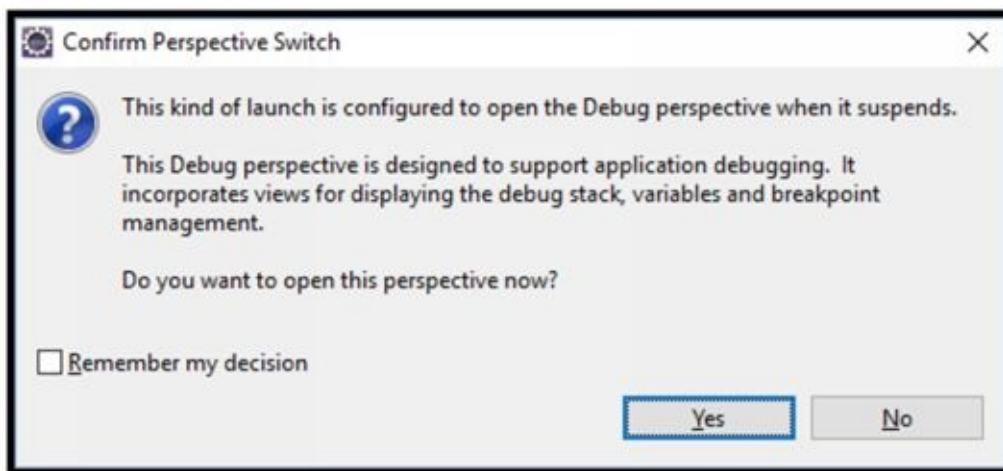 Confirm Perspective Switch
This kind of launch is configured to open the Debug perspective when it suspends.
This Debug perspective is designed to support application debugging. It
incorporates views for displaying the debug stack, variables and breakpoint
management.
Do you want to open this perspective now?
Remember my decision
Yes No